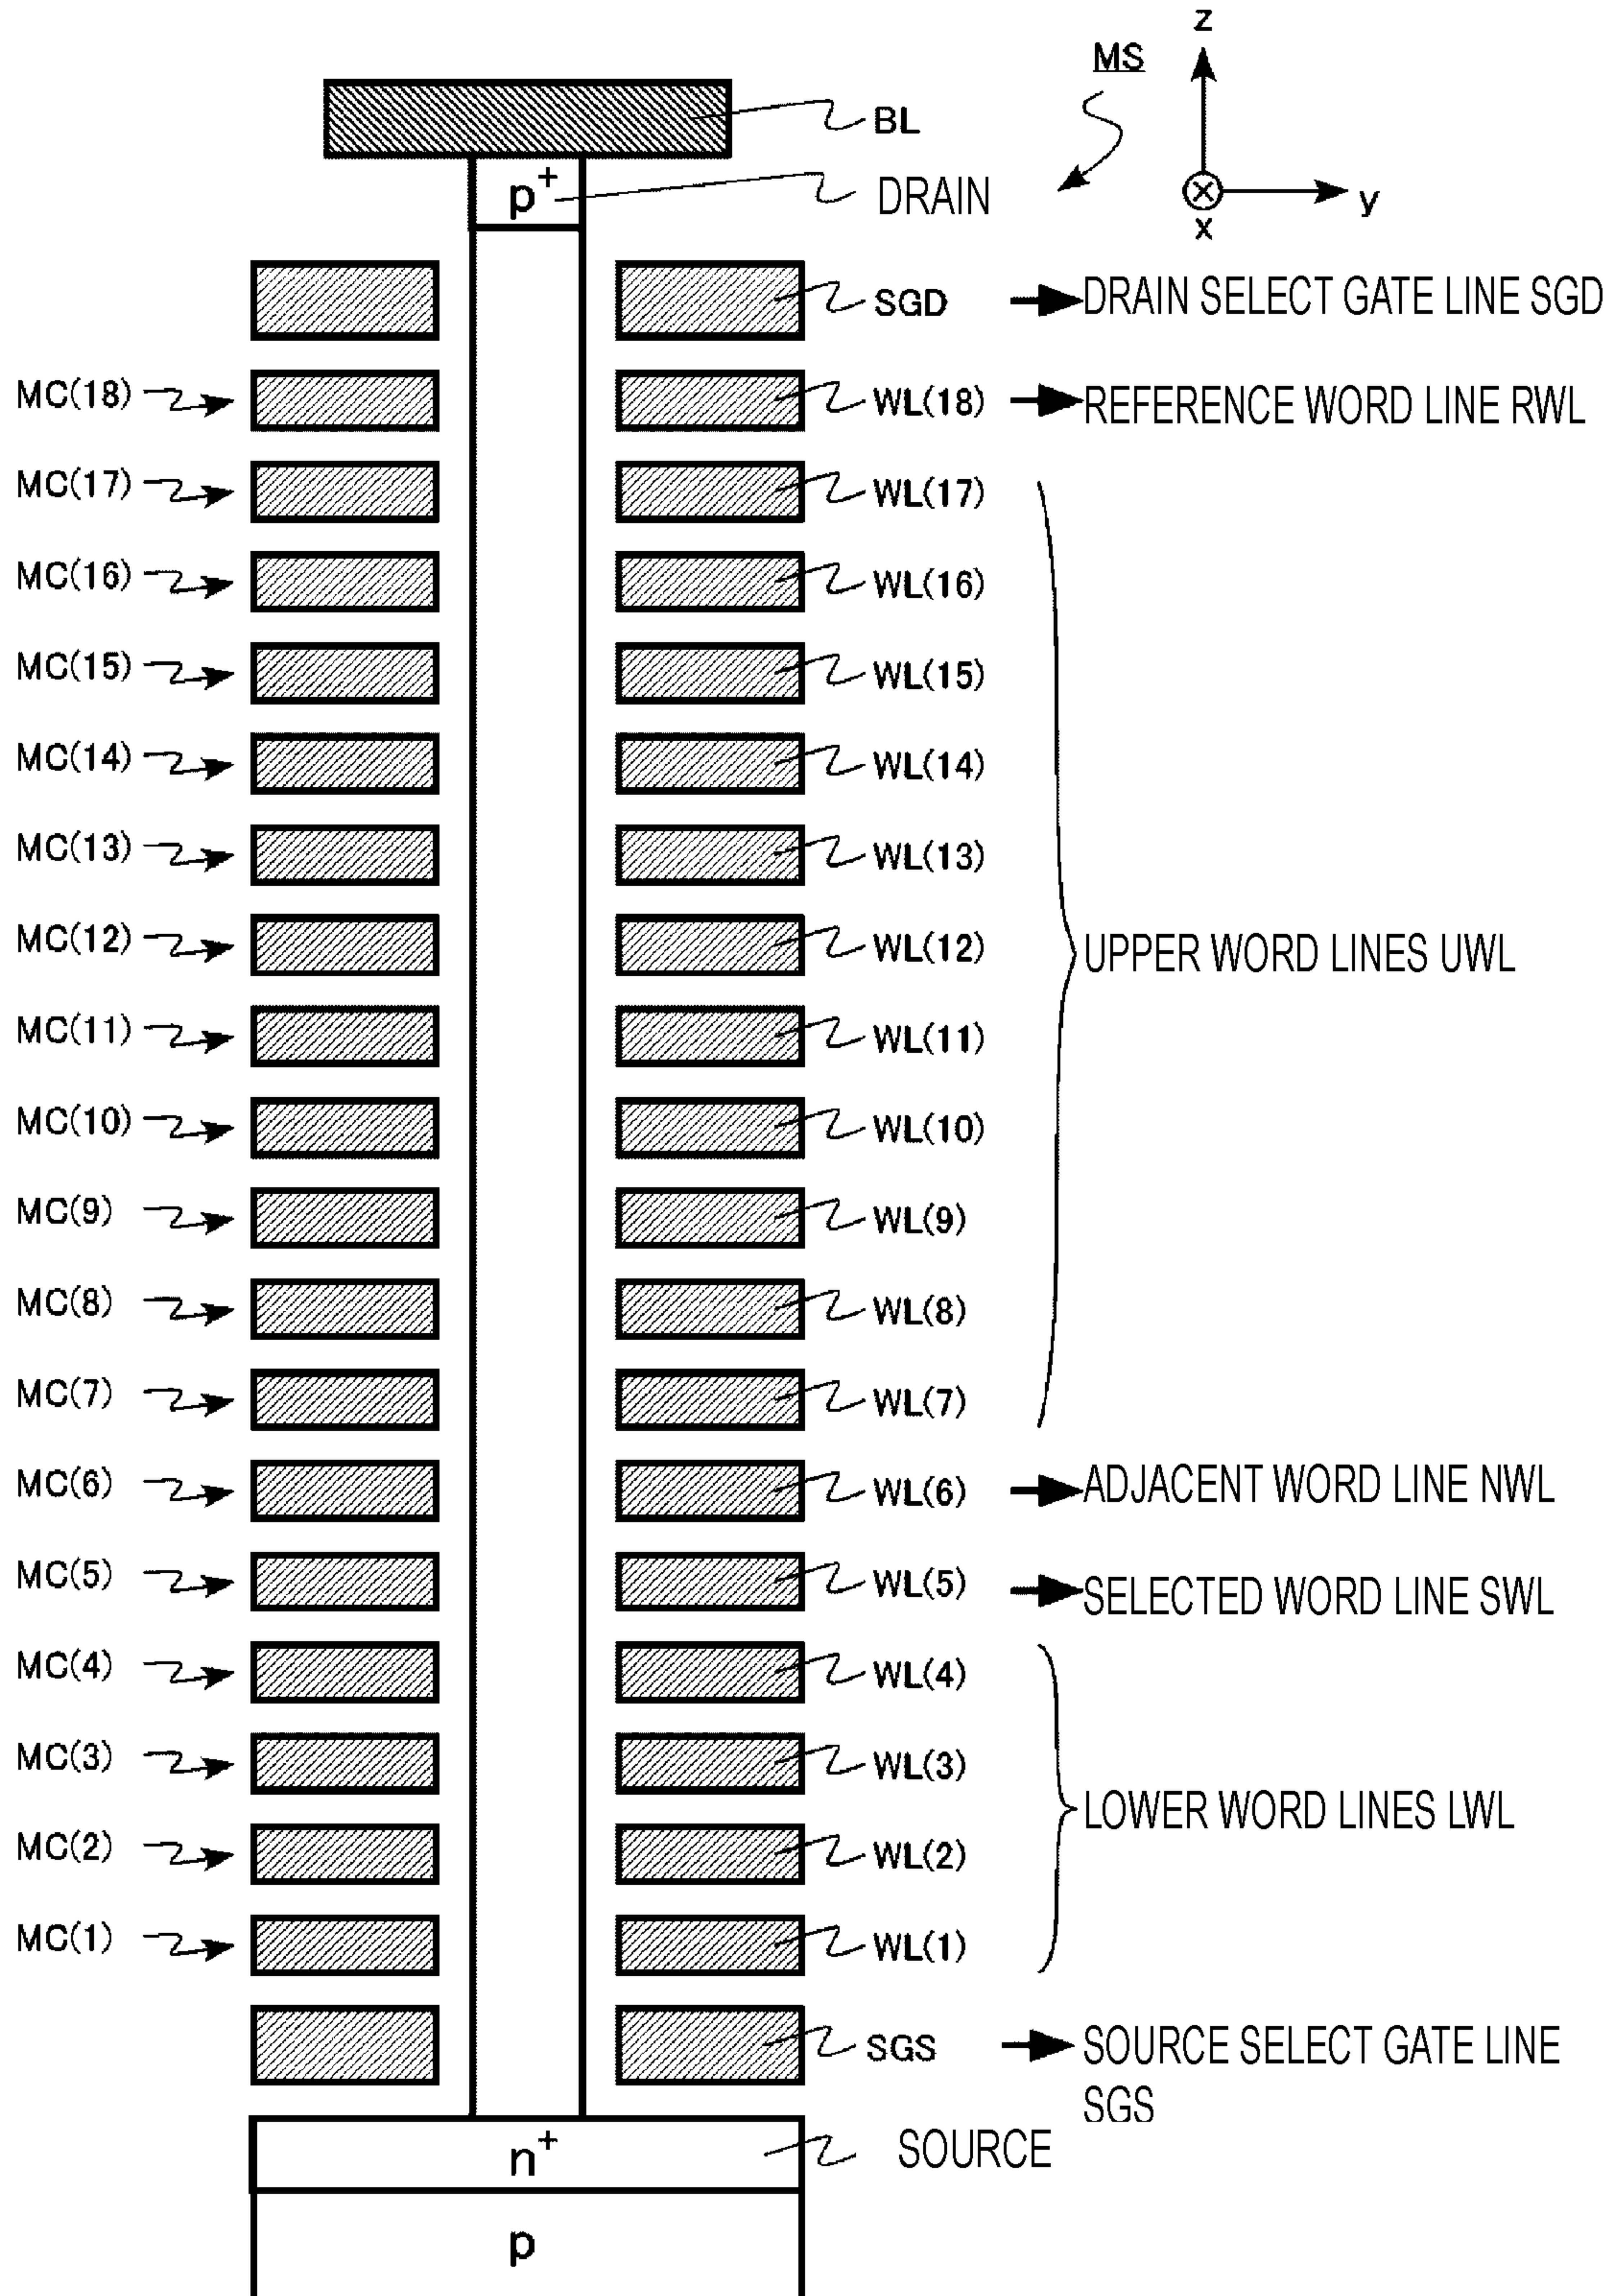 z
MS
BL
p+
DRAIN
y
x
SGD
DRAIN SELECT GATE LINE SGD
MC(18)
WL(18)
REFERENCE WORD LINE RWL
MC(17)
WL(17)
MC(16)
WL(16)
MC(15)
WL(15)
MC(14)
WL(14)
MC(13)
WL(13)
MC(12)
WL(12)
UPPER WORD LINES UWL
MC(11)
WL(11)
MC(10)
WL(10)
MC(9)
WL(9)
MC(8)
WL(8)
MC(7)
WL(7)
MC(6)
WL(6)
ADJACENT WORD LINE NWL
MC(5)
WL(5)
SELECTED WORD LINE SWL
MC(4)
WL(4)
MC(3)
WL(3)
LOWER WORD LINES LWL
MC(2)
WL(2)
MC(1)
WL(1)
SGS
SOURCE SELECT GATE LINE
SGS
n+
SOURCE
p